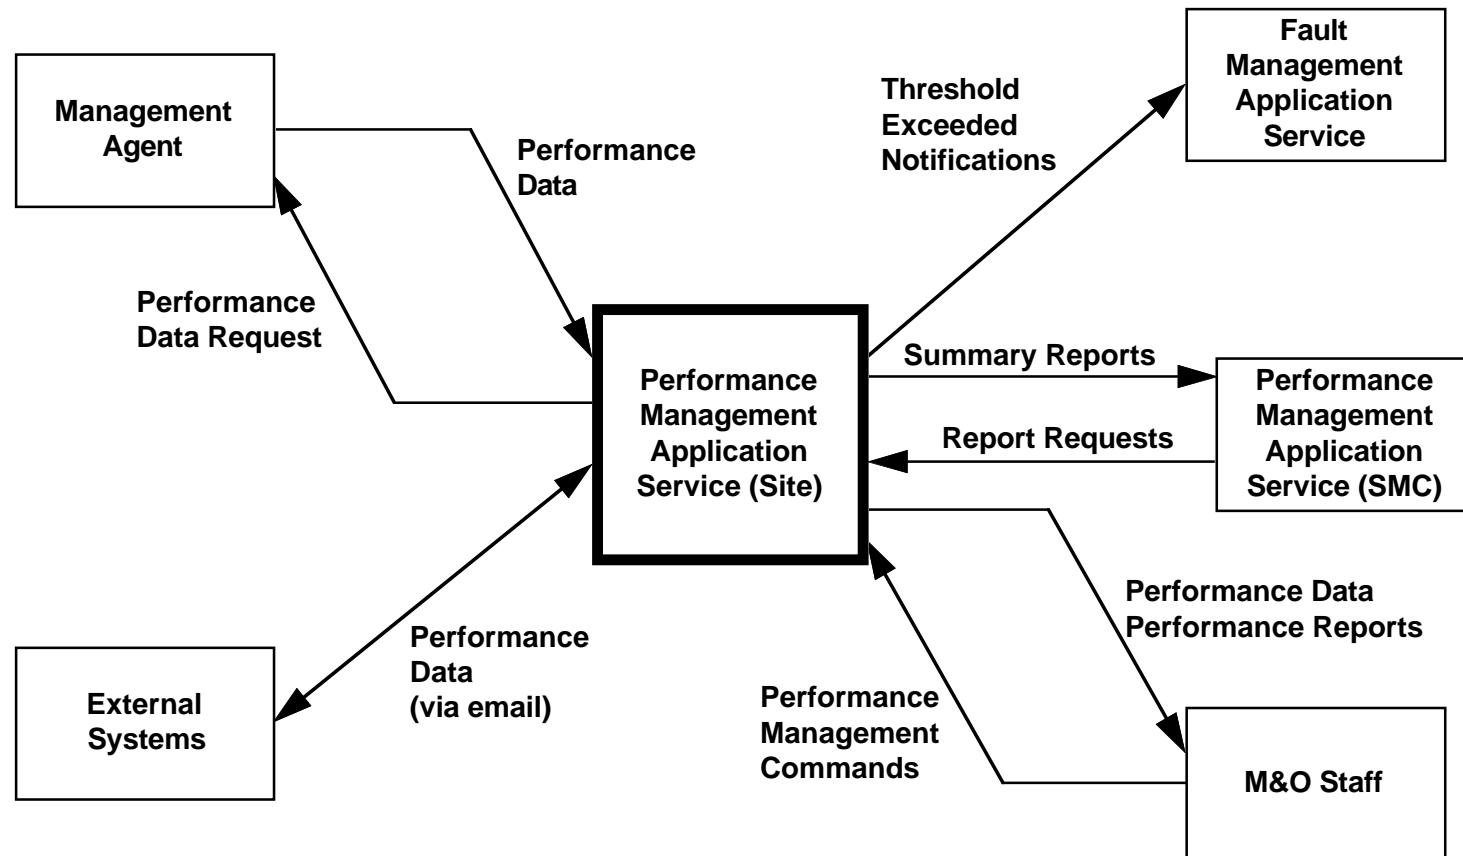 Management
Agent
Performance
Data
Performance
Data Request
Threshold
Exceeded
Notifications
Fault
Management
Application
Service
Performance
Management
Application
Service (Site)
Summary Reports
Report Requests
Performance
Management
Application
Service (SMC)
External
Systems
Performance
Data
(via email)
Performance
Management
Commands
Performance Data
Performance Reports
M&O Staff